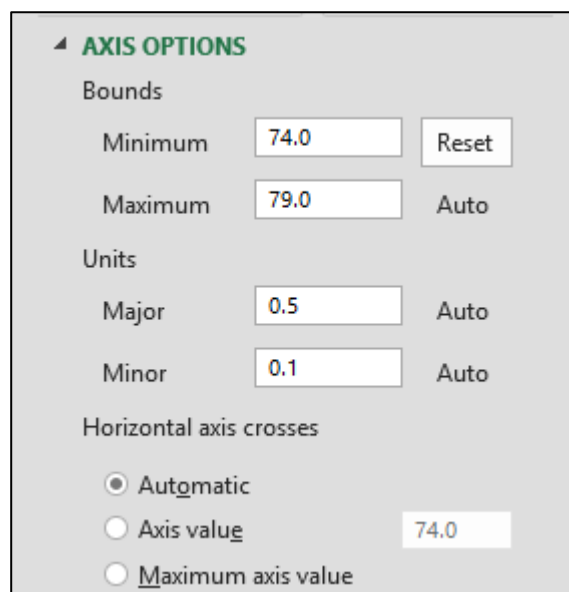 AXIS OPTIONS
Bounds
Minimum 74.0 Reset
Maximum 79.0 Auto
Units
Major 0.5 Auto
Minor 0.1 Auto
Horizontal axis crosses
Automatic
Axis value 74.0
Maximum axis value